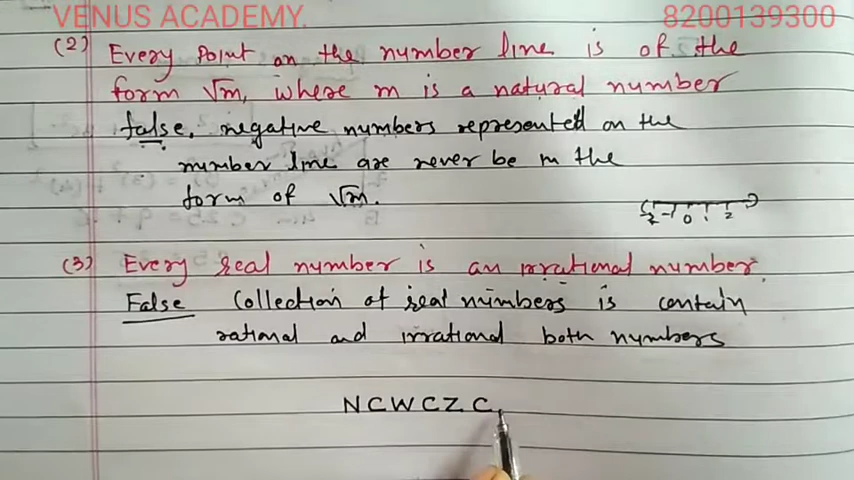 VENUS ACADEMY. 8200139300
(2) Every Point on the number line is of the
form √m, where m is a natural number
false. negative numbers represented on the
number line are never be in the
form of √m.
-2 -1 0 1 2
(3) Every real number is an irrational number.
False Collection of real numbers is contain
rational and irrational both numbers
N ⊂ W ⊂ Z ⊂